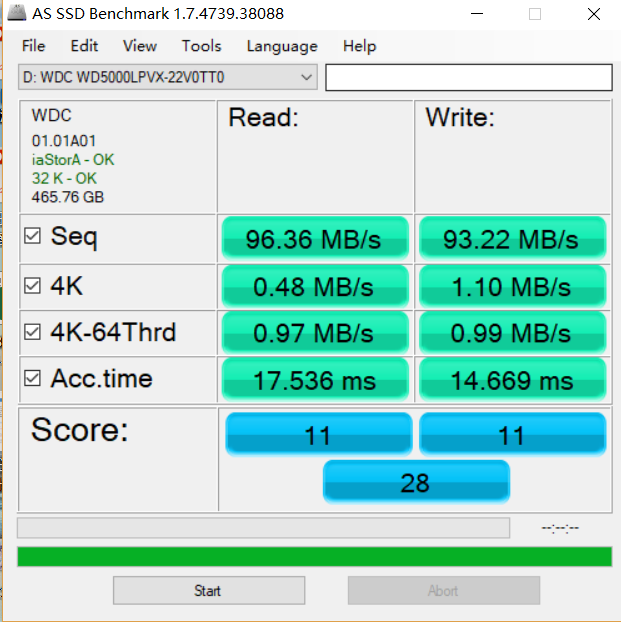 AS SSD Benchmark 1.7.4739.38088
File Edit View Tools Language Help
D: WDC WD5000LPVX-22V0TT0
WDC
01.01A01
iaStorA - OK
32 K - OK
465.76 GB
Read:
Write:
Seq 96.36 MB/s 93.22 MB/s
4K 0.48 MB/s 1.10 MB/s
4K-64Thrd 0.97 MB/s 0.99 MB/s
Acc.time 17.536 ms 14.669 ms
Score: 11 11
28
--:--:--
Start Abort